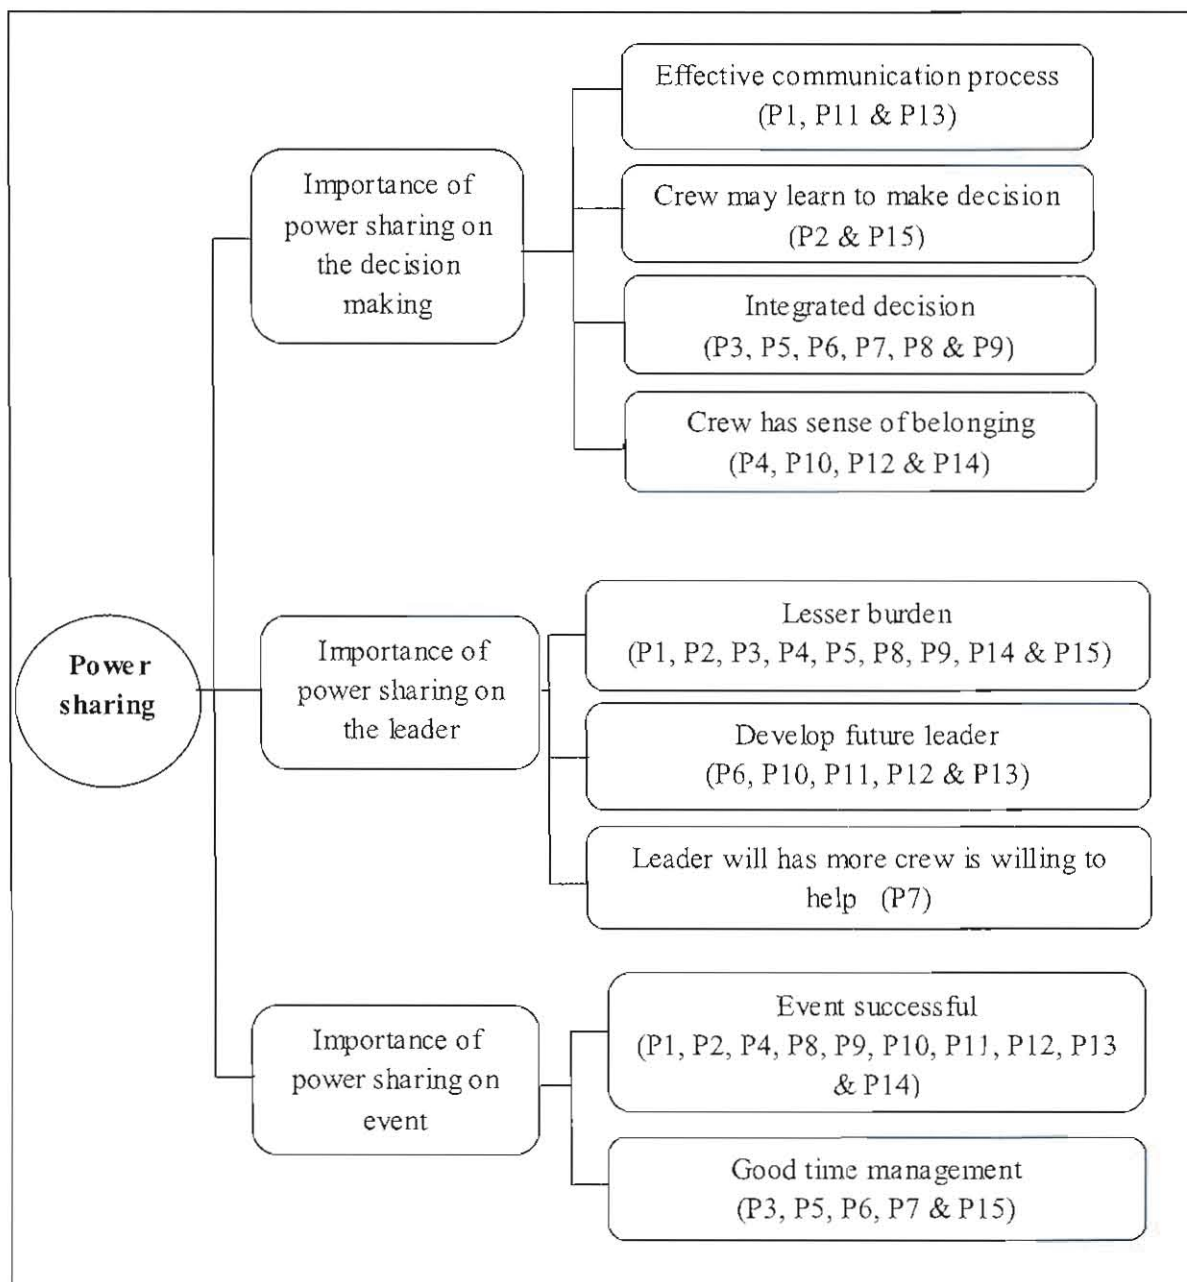 Effective communication process
(P1, P11 & P13)
Importance of
power sharing on
the decision
making
Crew may learn to make decision
(P2 & P15)
Integrated decision
(P3, P5, P6, P7, P8 & P9)
Crew has sense of belonging
(P4, P10, P12 & P14)
Power
sharing
Importance of
power sharing on
the leader
Lesser burden
(P1, P2, P3, P4, P5, P8, P9, P14 & P15)
Develop future leader
(P6, P10, P11, P12 & P13)
Leader will has more crew is willing to
help (P7)
Importance of
power sharing on
event
Event successful
(P1, P2, P4, P8, P9, P10, P11, P12, P13
& P14)
Good time management
(P3, P5, P6, P7 & P15)